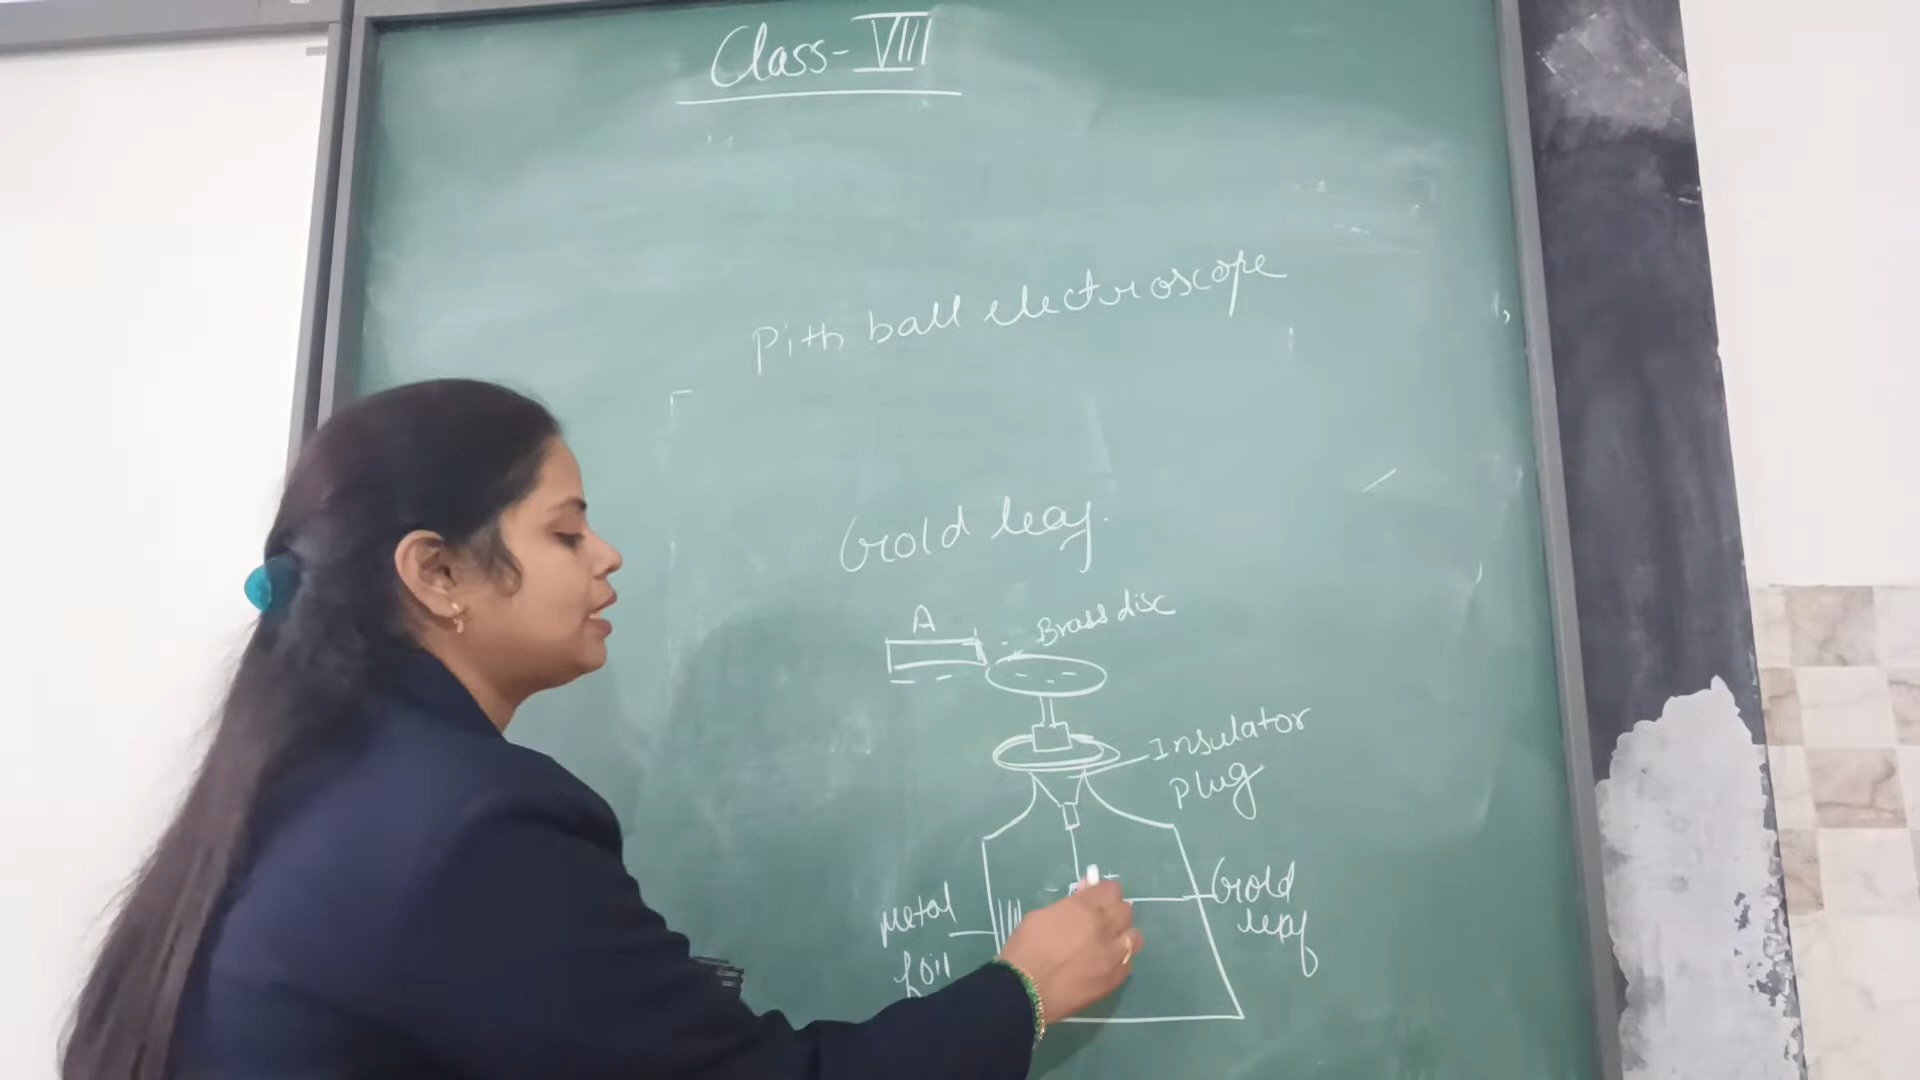 Class-VIII
Pith ball electroscope
Gold leaf.
A
Brass disc
Insulator
plug
Gold
leaf
Metal
foil